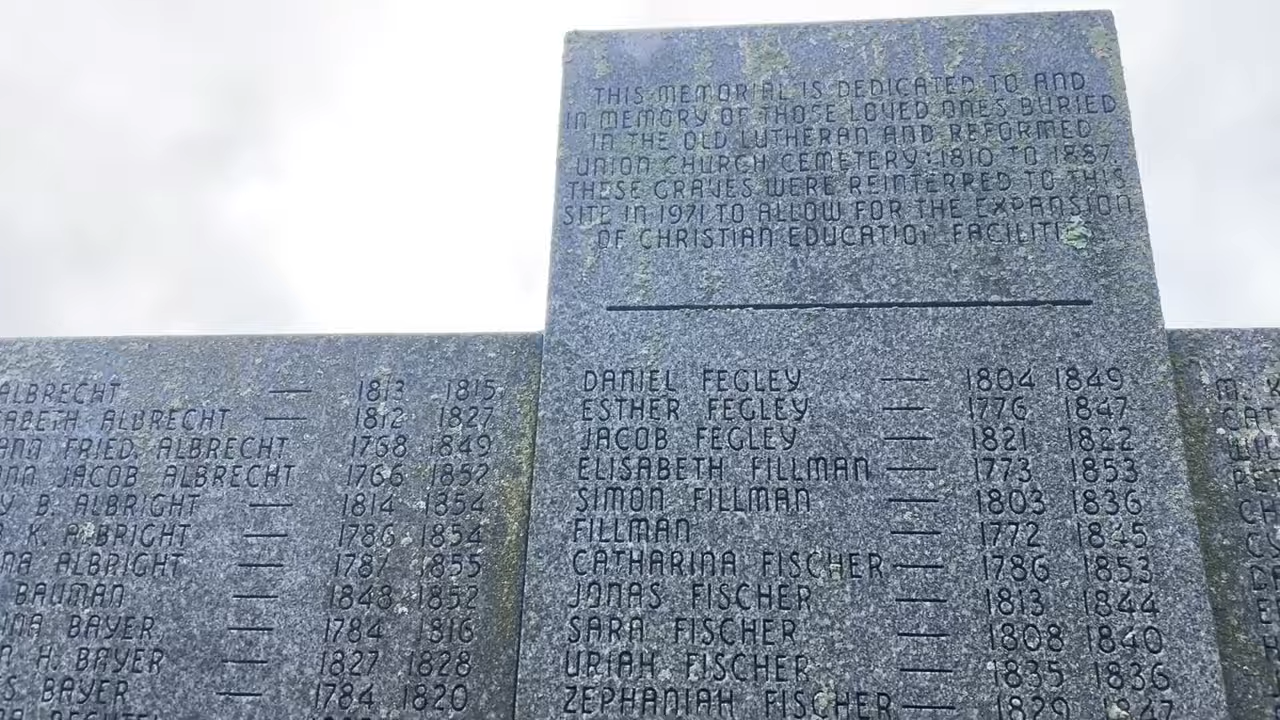 THIS MEMORIAL IS DEDICATED TO AND
IN MEMORY OF THOSE LOVED ONES BURIED
IN THE OLD LUTHERAN AND REFORMED
UNION CHURCH CEMETERY: 1810 TO 1887.
THESE GRAVES WERE REINTERRED TO THIS
SITE IN 1971 TO ALLOW FOR THE EXPANSION
OF CHRISTIAN EDUCATION
ALBRECHT — 1813 1815
ALBRECHT — 1812 1827
FRIED. ALBRECHT 1768 1849
JACOB ALBRECHT 1766 1852
B. ALBRIGHT — 1814 1854
K. ALBRIGHT — 1786 1854
ALBRIGHT — 1787 1855
BAUMAN — 1848 1852
BAYER — 1784 1816
H. BAYER — 1827 1828
BAYER — 1784 1820
DANIEL FEGLEY — 1804 1849
ESTHER FEGLEY — 1776 1847
JACOB FEGLEY — 1821 1822
ELISABETH FILLMAN — 1773 1853
SIMON FILLMAN — 1803 1836
FILLMAN — 1772 1845
CATHARINA FISCHER — 1786 1853
JONAS FISCHER — 1813 1844
SARA FISCHER — 1808 1840
URIAH FISCHER — 1835 1836
ZEPHANIAH FISCHER — 1829 1847